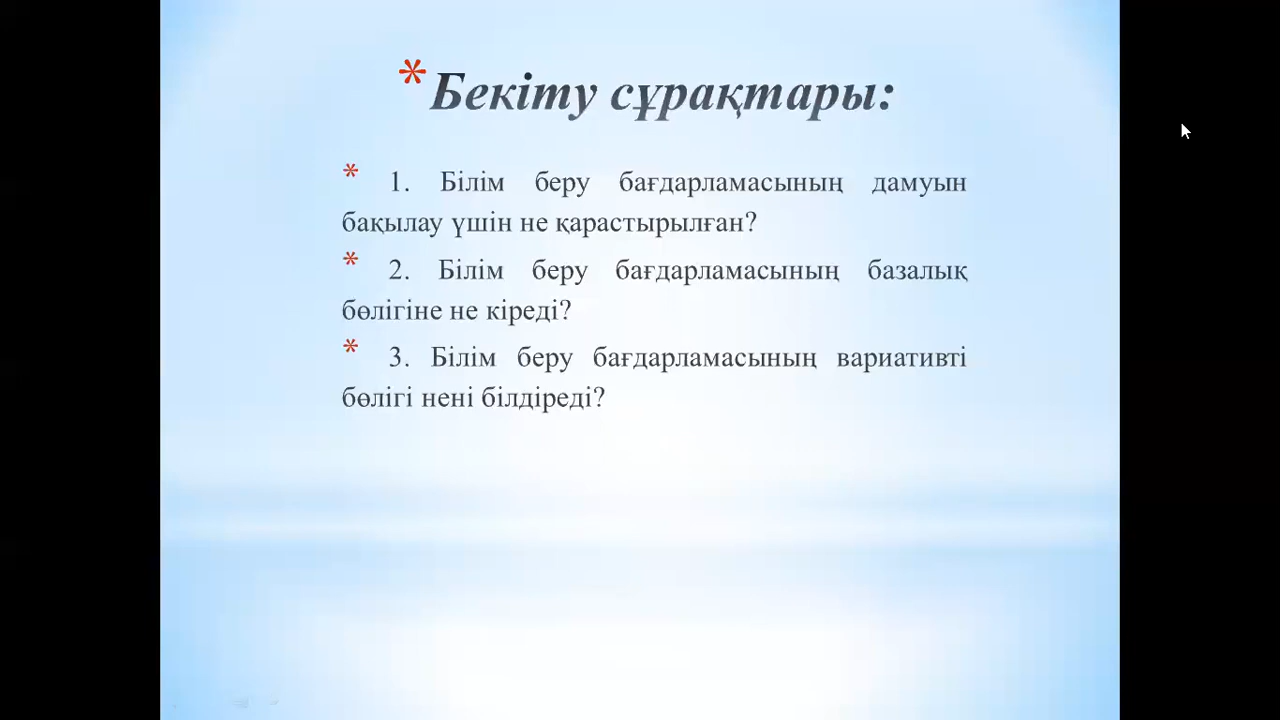 * Бекіту сұрақтары:
* 1. Білім беру бағдарламасының дамуын
бақылау үшін не қарастырылған?
* 2. Білім беру бағдарламасының базалық
бөлігіне не кіреді?
* 3. Білім беру бағдарламасының вариативті
бөлігі нені білдіреді?